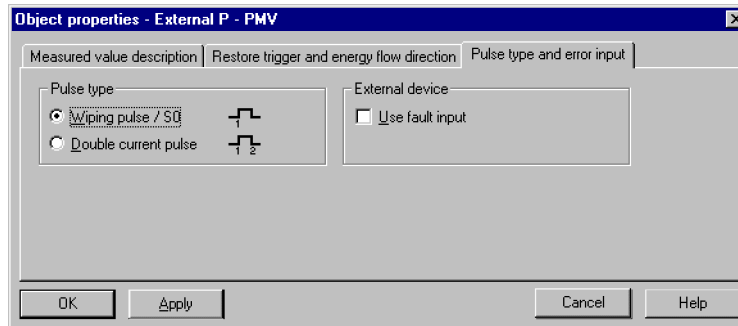 Object properties - External P - PMV
Measured value description Restore trigger and energy flow direction Pulse type and error input
Pulse type
Wiping pulse / S0
1
Double current pulse
1 2
External device
Use fault input
OK Apply Cancel Help